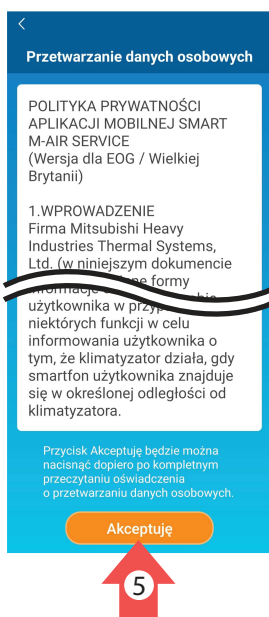 Przetwarzanie danych osobowych
POLITYKA PRYWATNOŚCI
APLIKACJI MOBILNEJ SMART
M-AIR SERVICE
(Wersja dla EOG / Wielkiej
Brytanii)
1.WPROWADZENIE
Firma Mitsubishi Heavy
Industries Thermal Systems,
Ltd. (w niniejszym dokumencie
formy
użytkownika w
niektórych funkcji w celu
informowania użytkownika o
tym, że klimatyzator działa, gdy
smartfon użytkownika znajduje
się w określonej odległości od
klimatyzatora.
Przycisk Akceptuję będzie można
nacisnąć dopiero po kompletnym
przeczytaniu oświadczenia
o przetwarzaniu danych osobowych.
Akceptuję
5